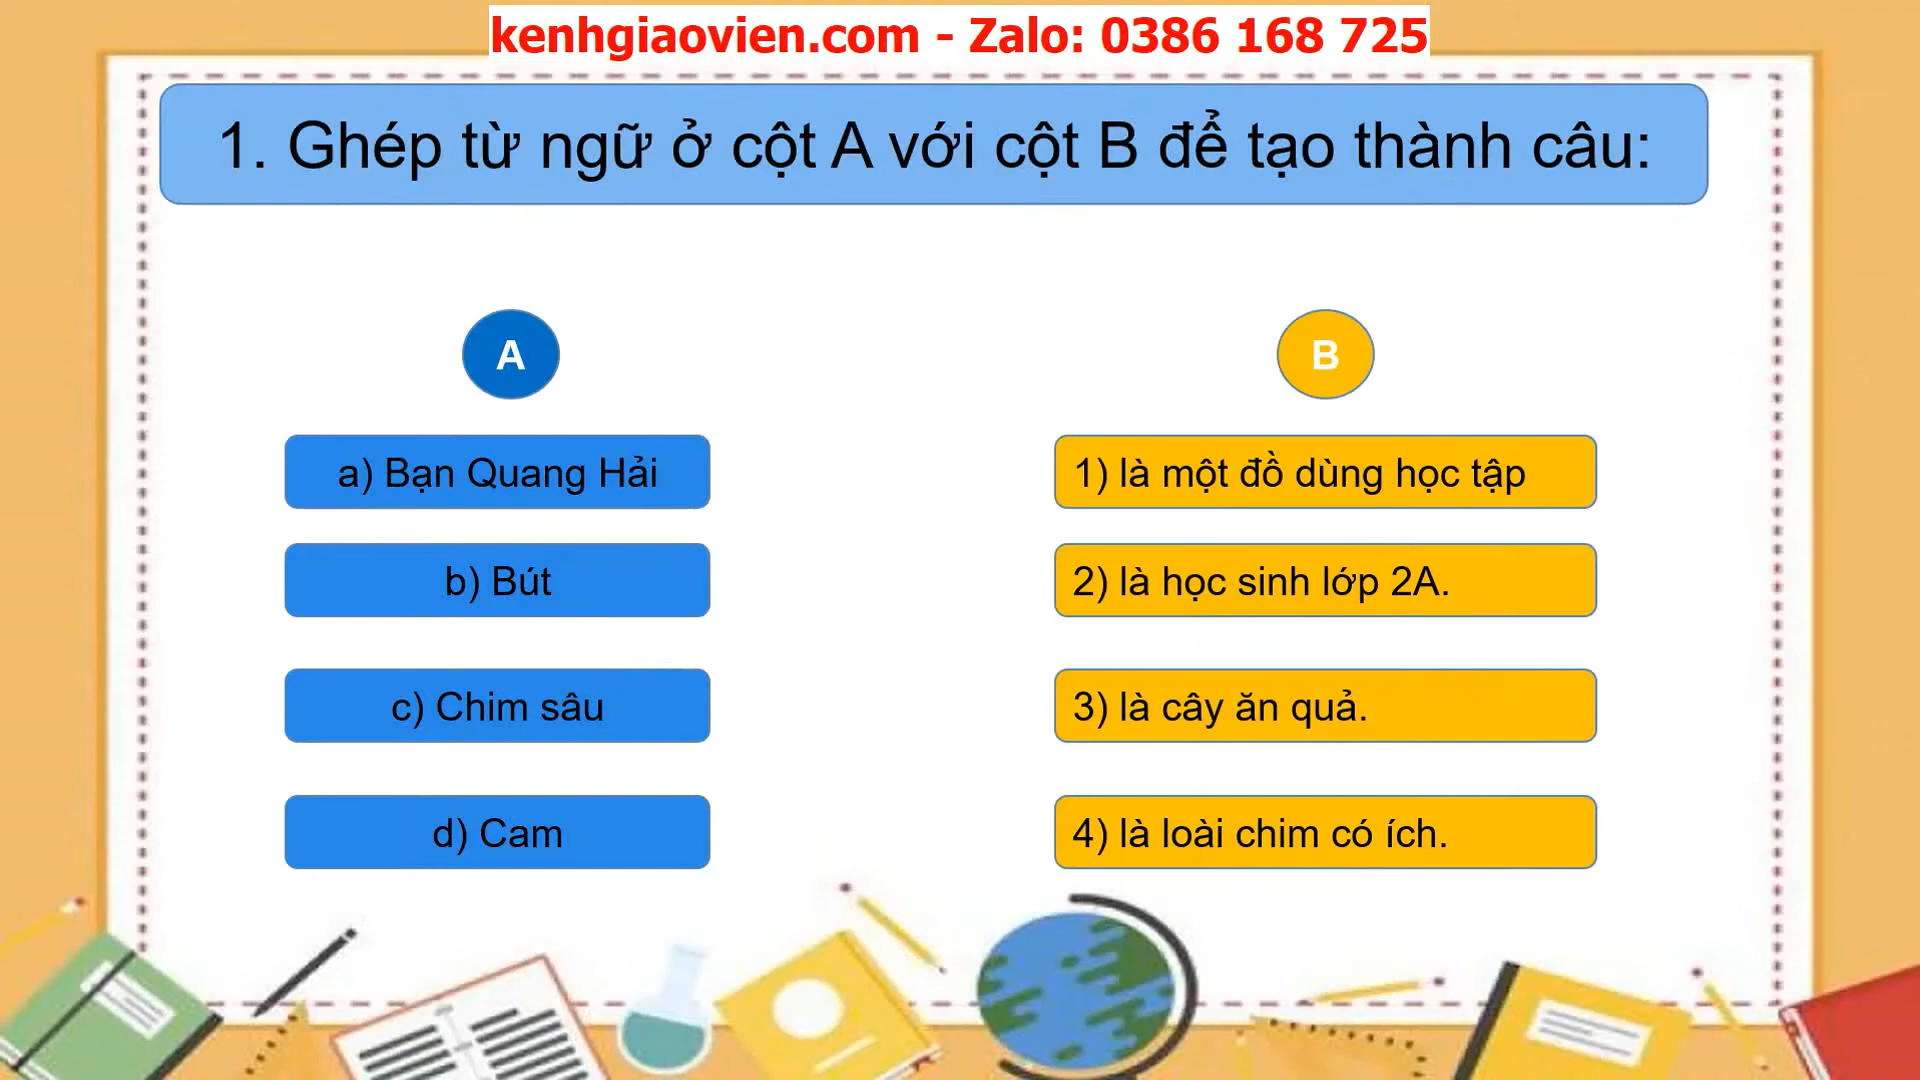 kenhgiaovien.com - Zalo: 0386 168 725
1. Ghép từ ngữ ở cột A với cột B để tạo thành câu:
A
B
a) Bạn Quang Hải
1) là một đồ dùng học tập
b) Bút
2) là học sinh lớp 2A.
c) Chim sâu
3) là cây ăn quả.
d) Cam
4) là loài chim có ích.